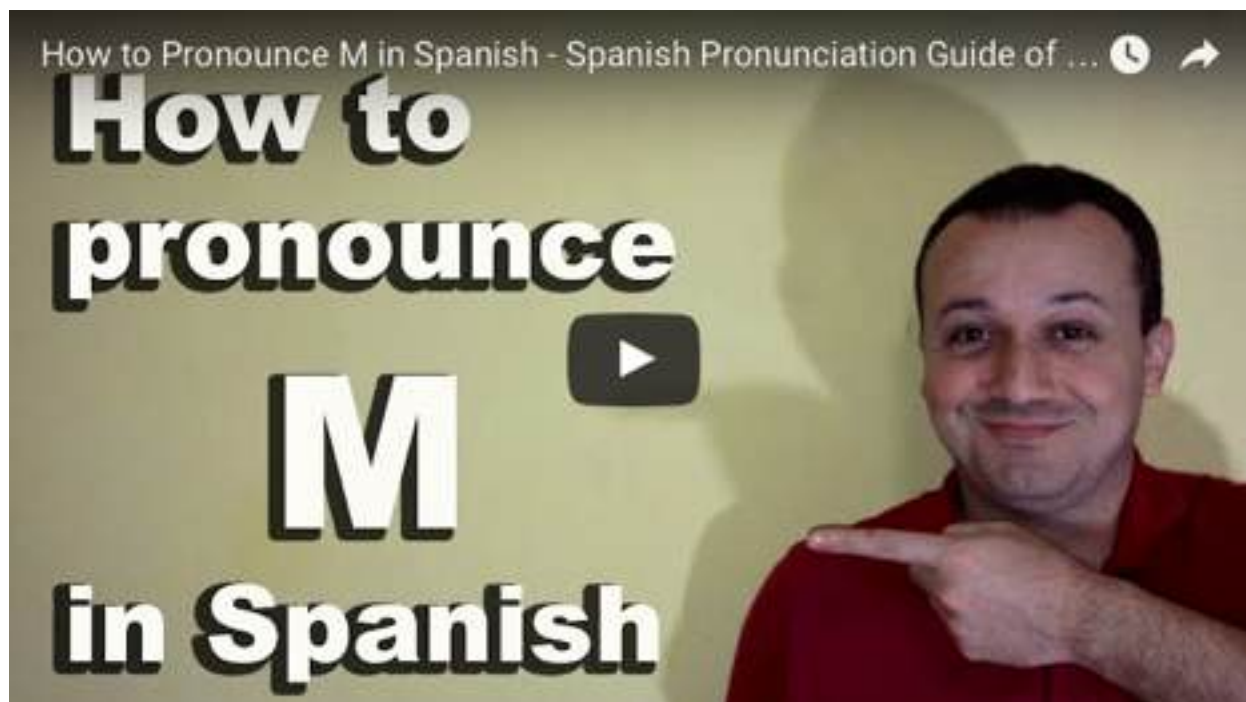 How to Pronounce M in Spanish - Spanish Pronunciation Guide of ...
How to
pronounce
M
in Spanish